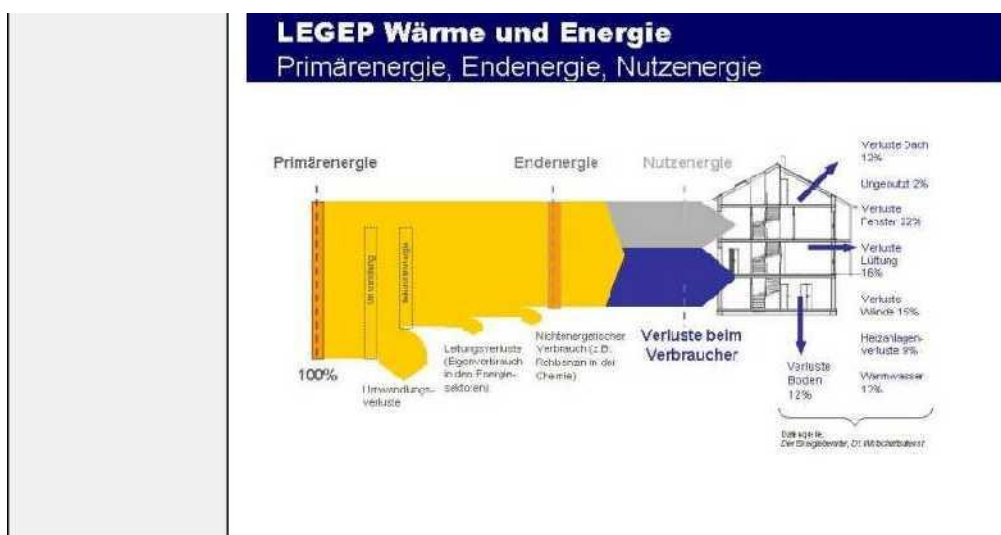 LEGEP Wärme und Energie
Primärenergie, Endenergie, Nutzenergie
Primärenergie
Endenergie
Nutzenergie
100%
Umwandlungs-
verluste
Leitungsverluste
(Eigenverbrauch
in den Energie-
sektoren)
Nichtenergetischer
Verbrauch (z.B.
Rohbenzin in der
Chemie)
Verluste beim
Verbraucher
Verluste Dach
12%
Ungenutzt 2%
Verluste
Fenster 22%
Verluste
Lüftung
16%
Verluste
Wände 15%
Heizanlagen-
verluste 9%
Warmwasser
12%
Verluste
Boden
12%